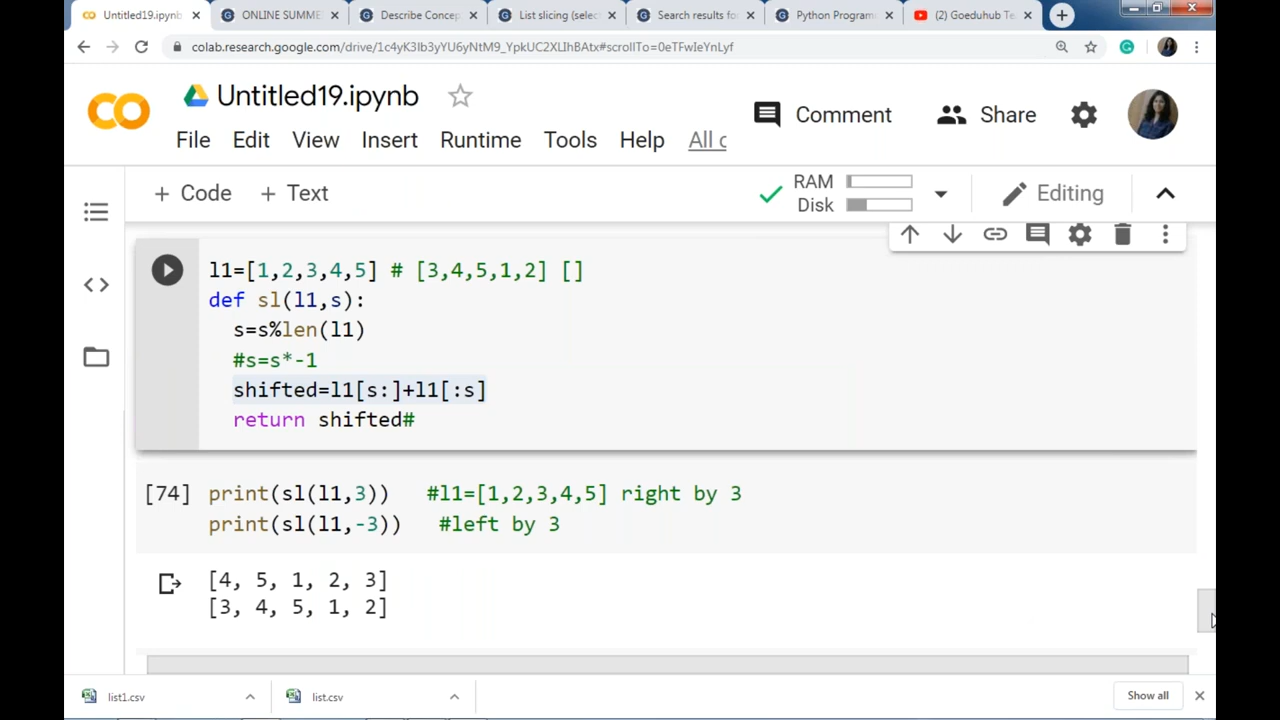 Untitled19.ipynb
ONLINE SUMME
Describe Concep
List slicing (selec
Search results fo
Python Program
(2) Goeduhub Te
colab.research.google.com/drive/1c4yK3Ib3yYU6yNtM9_YpkUC2XLIhBAtx#scrollTo=0eTFwIeYnLyf
CO Untitled19.ipynb
Comment Share
File Edit View Insert Runtime Tools Help All c
+ Code + Text
RAM
Disk
Editing
l1=[1,2,3,4,5] # [3,4,5,1,2] []
def sl(l1,s):
  s=s%len(l1)
  #s=s*-1
  shifted=l1[s:]+l1[:s]
  return shifted#
[74] print(sl(l1,3))   #l1=[1,2,3,4,5] right by 3
print(sl(l1,-3))   #left by 3
[4, 5, 1, 2, 3]
[3, 4, 5, 1, 2]
list1.csv
list.csv
Show all